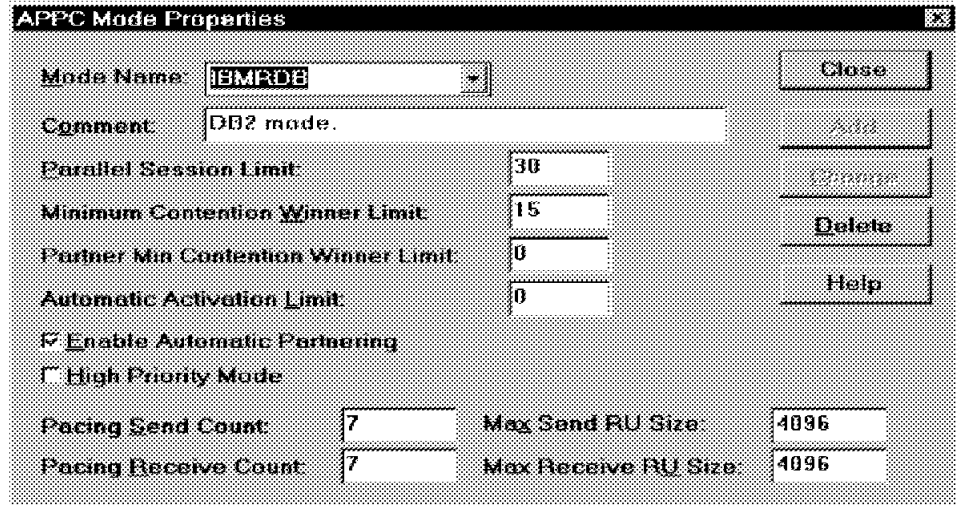 APPC Mode Properties
Mode Name: IBMRDB
Close
Comment: DB2 mode.
Add
Parallel Session Limit: 30
Change
Minimum Contention Winner Limit: 15
Delete
Partner Min Contention Winner Limit: 0
Automatic Activation Limit: 0
Help
Enable Automatic Partnering
High Priority Mode
Pacing Send Count: 7 Max Send RU Size: 4096
Pacing Receive Count: 7 Max Receive RU Size: 4096